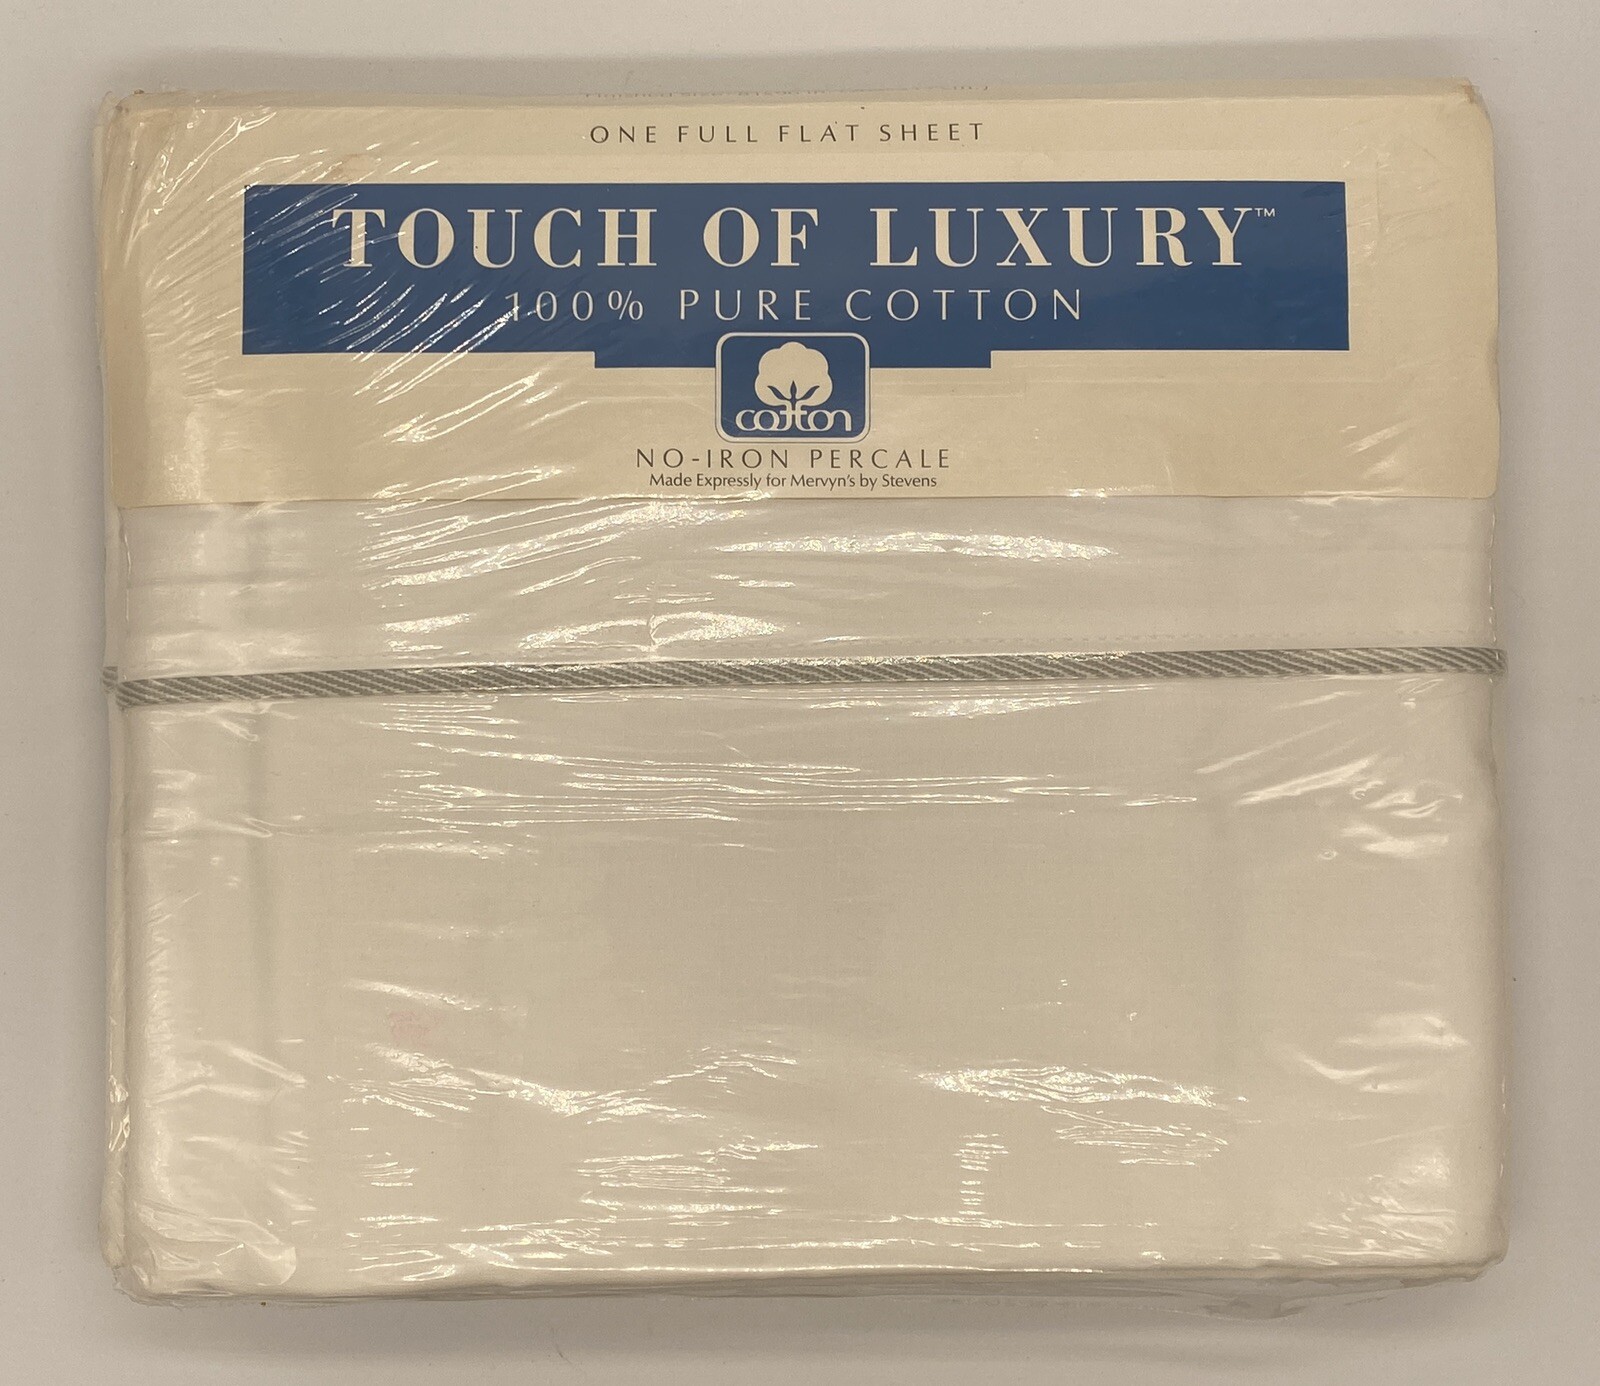 ONE FULL FLAT SHEET
TOUCH OF LUXURY™
100% PURE COTTON
cotton
NO-IRON PERCALE
Made Expressly for Mervyn's by Stevens